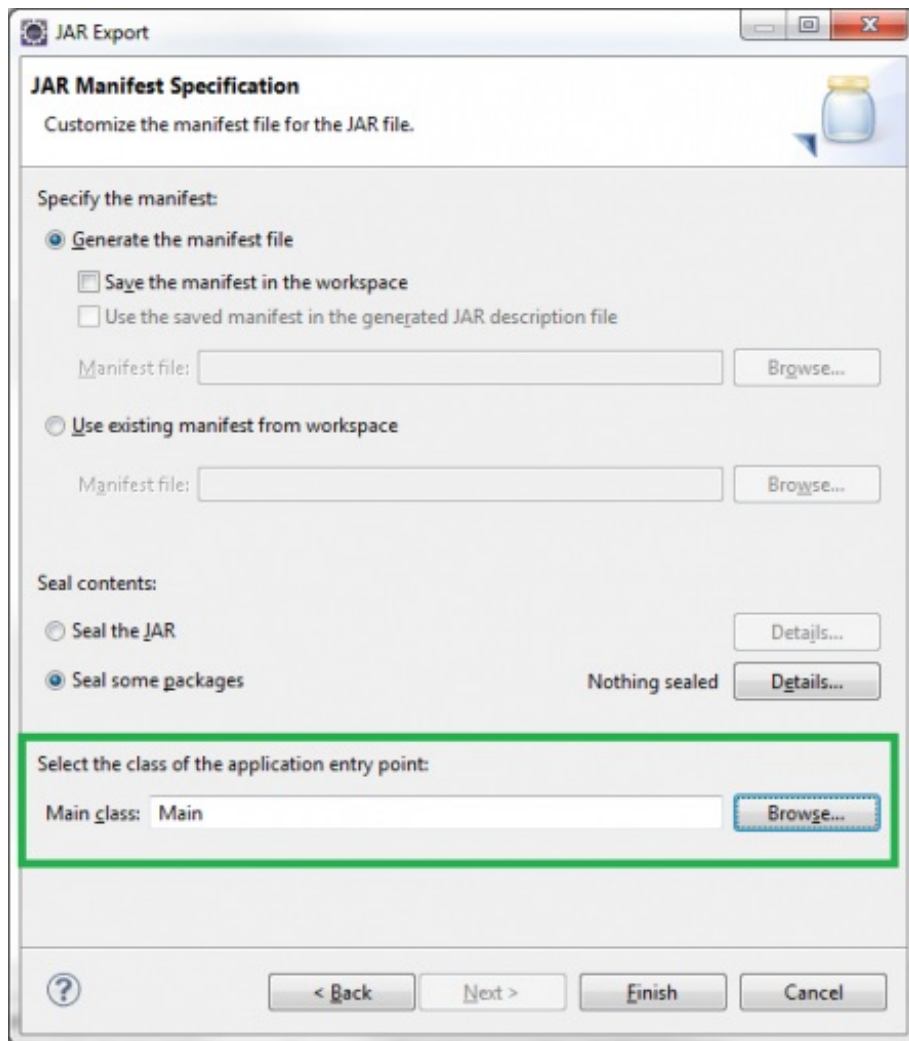 JAR Export
JAR Manifest Specification
Customize the manifest file for the JAR file.
Specify the manifest:
Generate the manifest file
Save the manifest in the workspace
Use the saved manifest in the generated JAR description file
Manifest file: Browse...
Use existing manifest from workspace
Manifest file: Browse...
Seal contents:
Seal the JAR Details...
Seal some packages Nothing sealed Details...
Select the class of the application entry point:
Main class: Main Browse...
? < Back Next > Finish Cancel